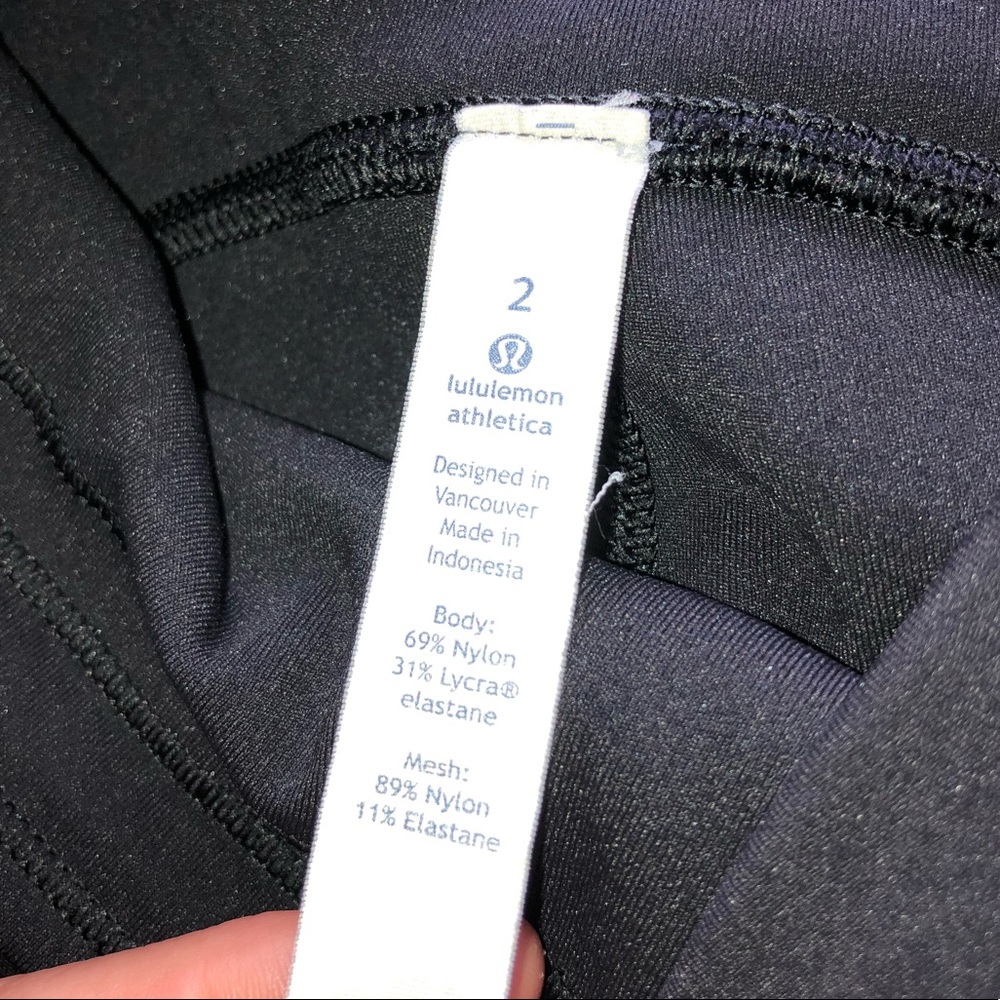 2
lululemon
athletica
Designed in
Vancouver
Made in
Indonesia
Body:
69% Nylon
31% Lycra®
elastane
Mesh:
89% Nylon
11% Elastane